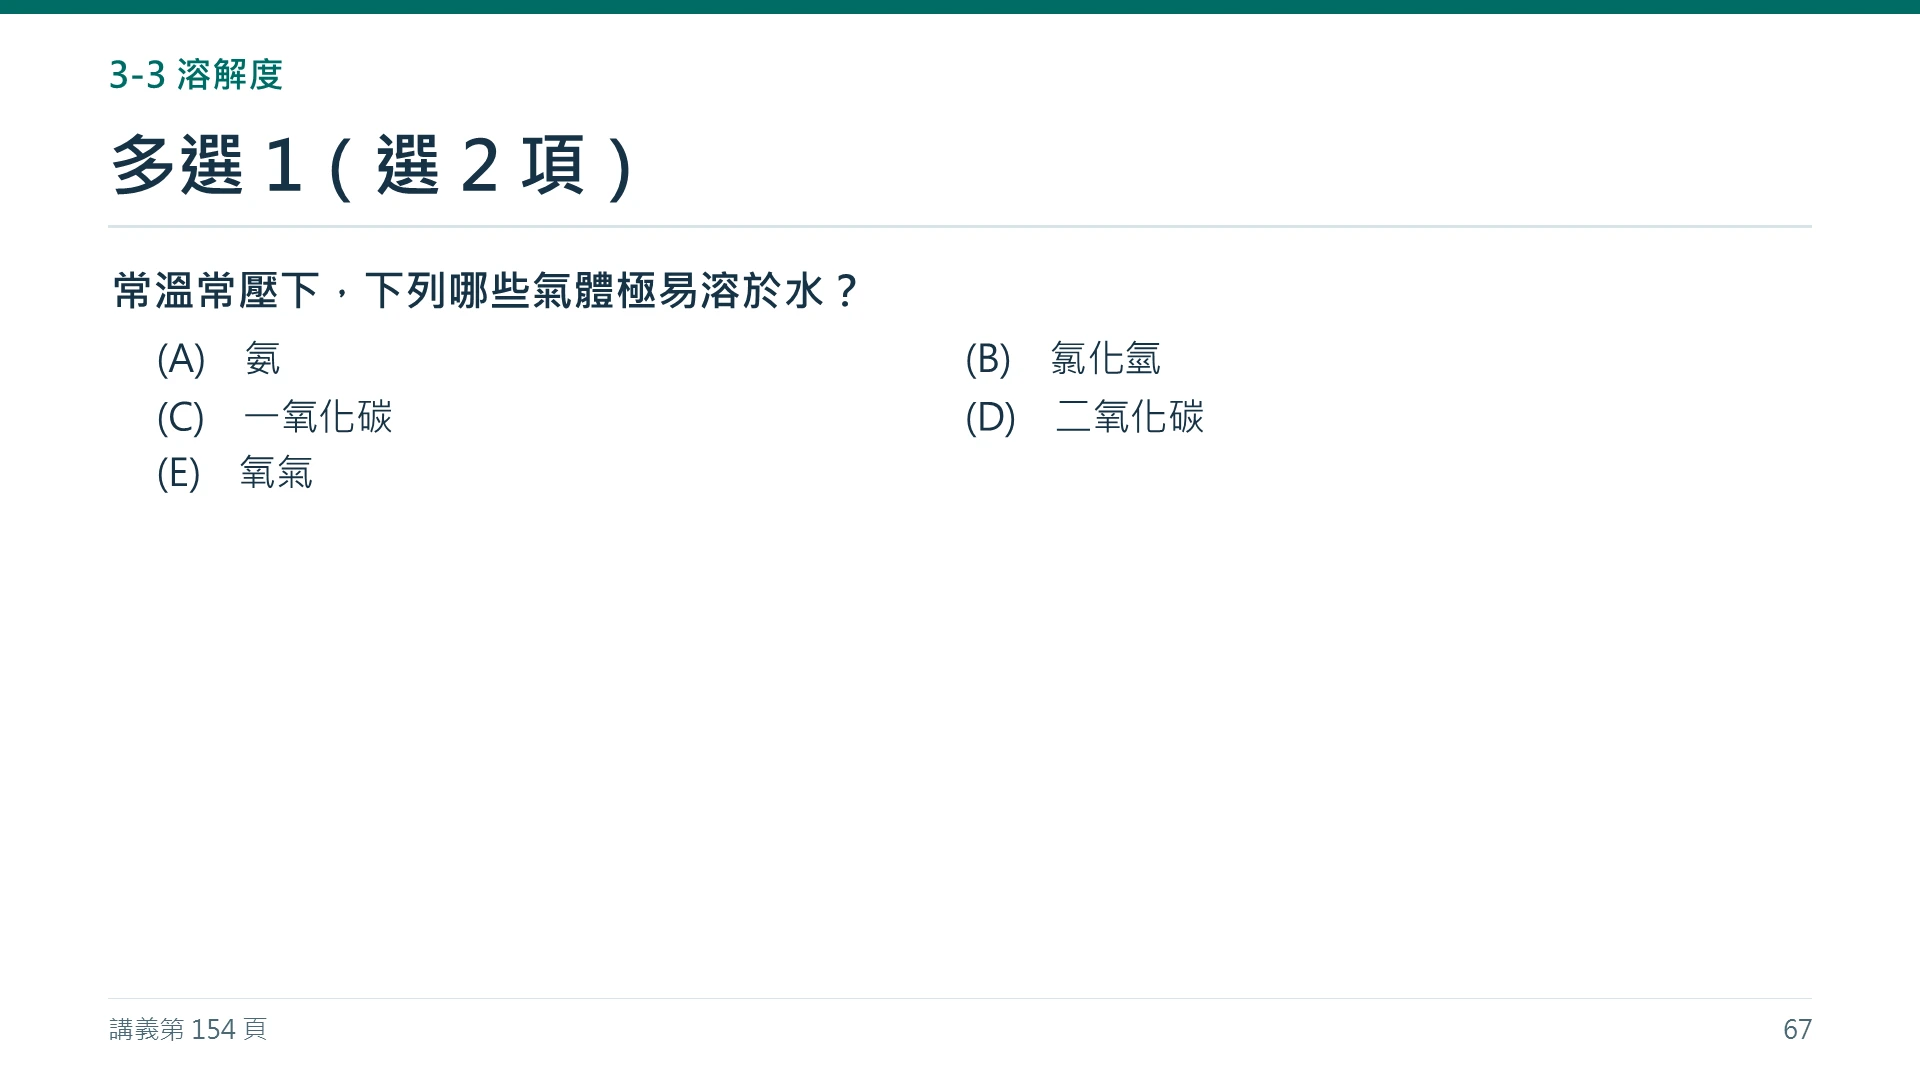 3-3 溶解度
多選 1（選 2 項）
常溫常壓下，下列哪些氣體極易溶於水？
(A) 氨
(B) 氯化氫
(C) 一氧化碳
(D) 二氧化碳
(E) 氧氣
講義第 154 頁
67